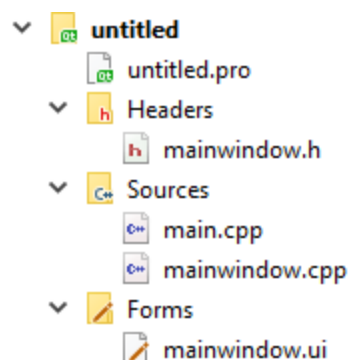 untitled
untitled.pro
Headers
mainwindow.h
Sources
main.cpp
mainwindow.cpp
Forms
mainwindow.ui